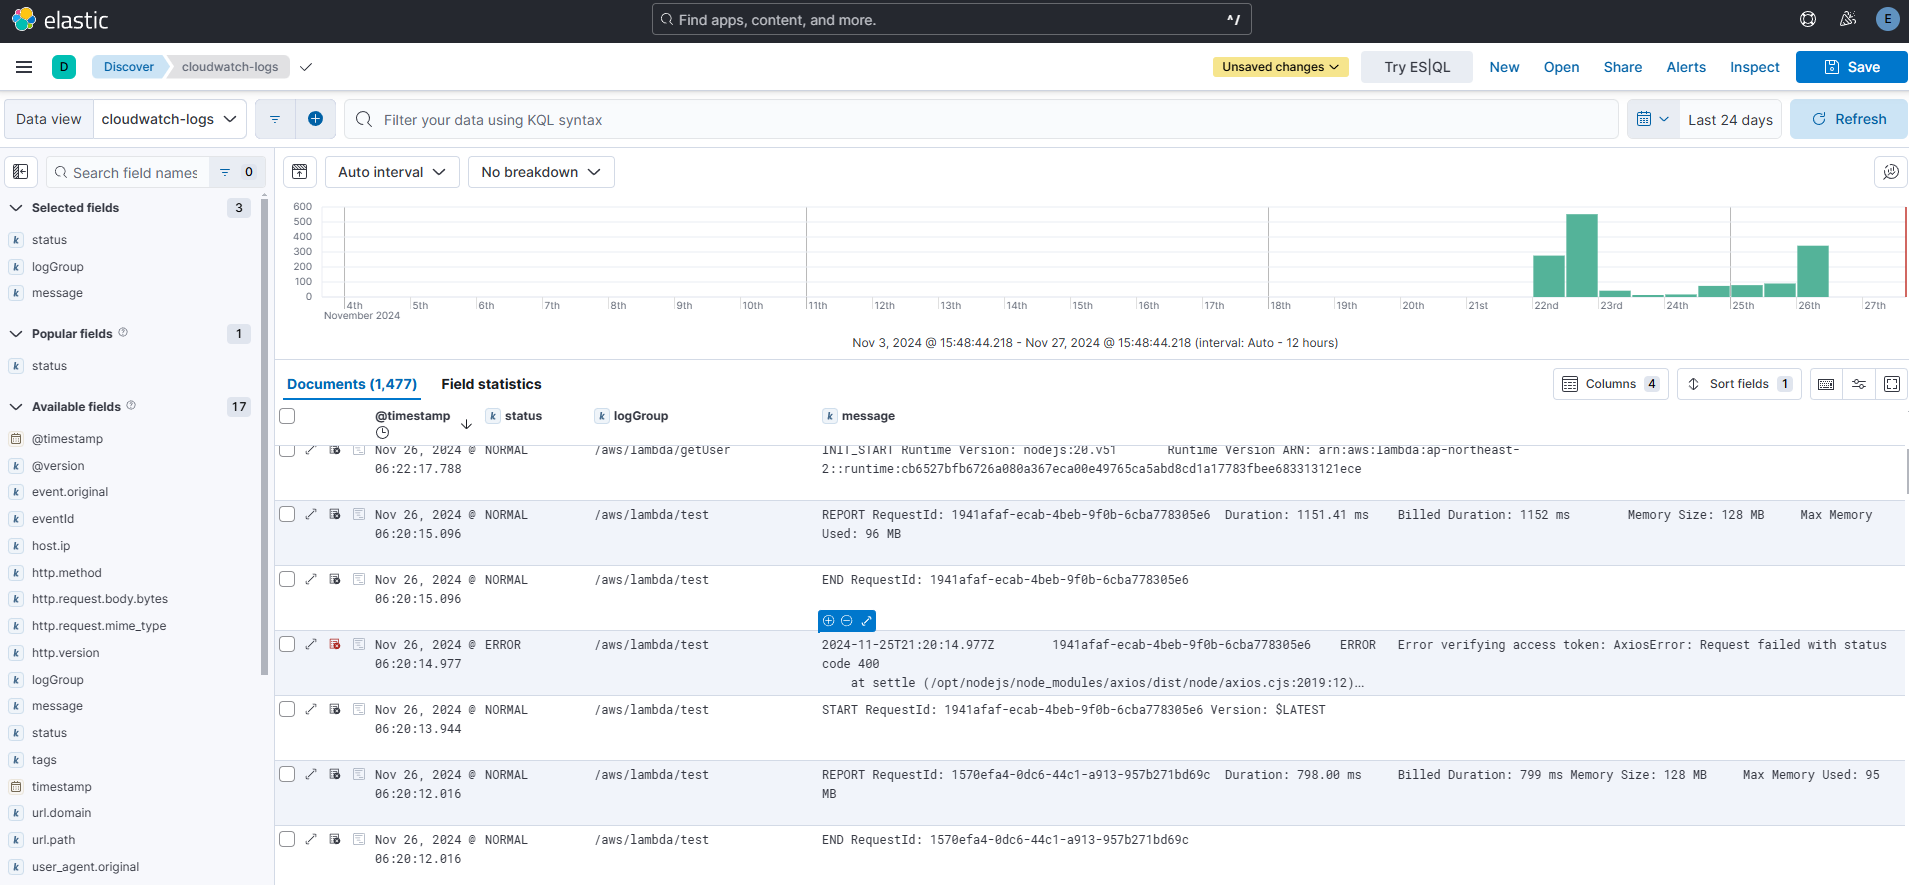 elastic
Find apps, content, and more.
^/
E
D
Discover
cloudwatch-logs
Unsaved changes
Try ES|QL
New
Open
Share
Alerts
Inspect
Save
Data view
cloudwatch-logs
Filter your data using KQL syntax
Last 24 days
Refresh
Search field names
0
Auto interval
No breakdown
Selected fields
3
k status
k logGroup
k message
Popular fields
1
k status
Available fields
17
@timestamp
k @version
k event.original
k eventId
k host.ip
k http.method
k http.request.body.bytes
k http.request.mime_type
k http.version
k logGroup
k message
k status
k tags
timestamp
k url.domain
k url.path
k user_agent.original
600
500
400
300
200
100
0
4th
5th
6th
7th
8th
9th
10th
11th
12th
13th
14th
15th
16th
17th
18th
19th
20th
21st
22nd
23rd
24th
25th
26th
27th
November 2024
Nov 3, 2024 @ 15:48:44.218 - Nov 27, 2024 @ 15:48:44.218 (interval: Auto - 12 hours)
Documents (1,477)
Field statistics
Columns 4
Sort fields 1
@timestamp
k status
k logGroup
k message
Nov 26, 2024 @ NORMAL /aws/lambda/getUser INIT_START Runtime Version: nodejs:20.v51 Runtime Version ARN: arn:aws:lambda:ap-northeast-
06:22:17.788 2::runtime:cb6527bfb6726a080a367eca00e49765ca5abd8cd1a17783fbee683313121ece
Nov 26, 2024 @ NORMAL /aws/lambda/test REPORT RequestId: 1941afaf-ecab-4beb-9f0b-6cba778305e6 Duration: 1151.41 ms Billed Duration: 1152 ms Memory Size: 128 MB Max Memory
06:20:15.096 Used: 96 MB
Nov 26, 2024 @ NORMAL /aws/lambda/test END RequestId: 1941afaf-ecab-4beb-9f0b-6cba778305e6
06:20:15.096
Nov 26, 2024 @ ERROR /aws/lambda/test 2024-11-25T21:20:14.977Z 1941afaf-ecab-4beb-9f0b-6cba778305e6 ERROR Error verifying access token: AxiosError: Request failed with status
06:20:14.977 code 400
at settle (/opt/nodejs/node_modules/axios/dist/node/axios.cjs:2019:12)...
Nov 26, 2024 @ NORMAL /aws/lambda/test START RequestId: 1941afaf-ecab-4beb-9f0b-6cba778305e6 Version: $LATEST
06:20:13.944
Nov 26, 2024 @ NORMAL /aws/lambda/test REPORT RequestId: 1570efa4-0dc6-44c1-a913-957b271bd69c Duration: 798.00 ms Billed Duration: 799 ms Memory Size: 128 MB Max Memory Used: 95
06:20:12.016 MB
Nov 26, 2024 @ NORMAL /aws/lambda/test END RequestId: 1570efa4-0dc6-44c1-a913-957b271bd69c
06:20:12.016